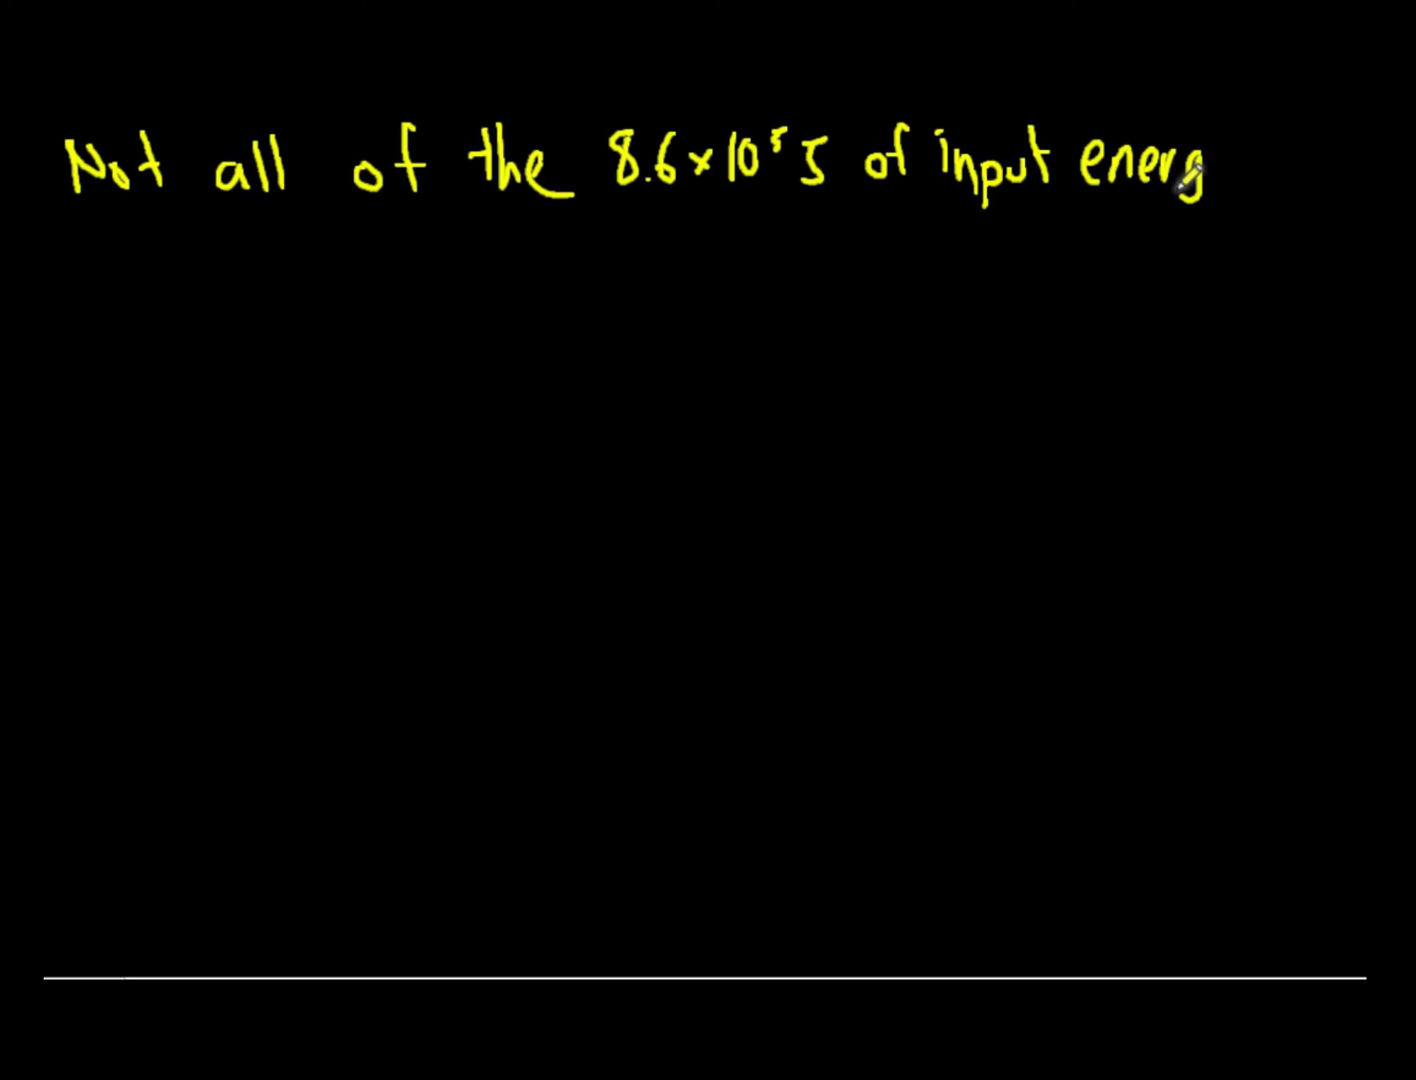 Not all of the 8.6×10⁵ J of input energ